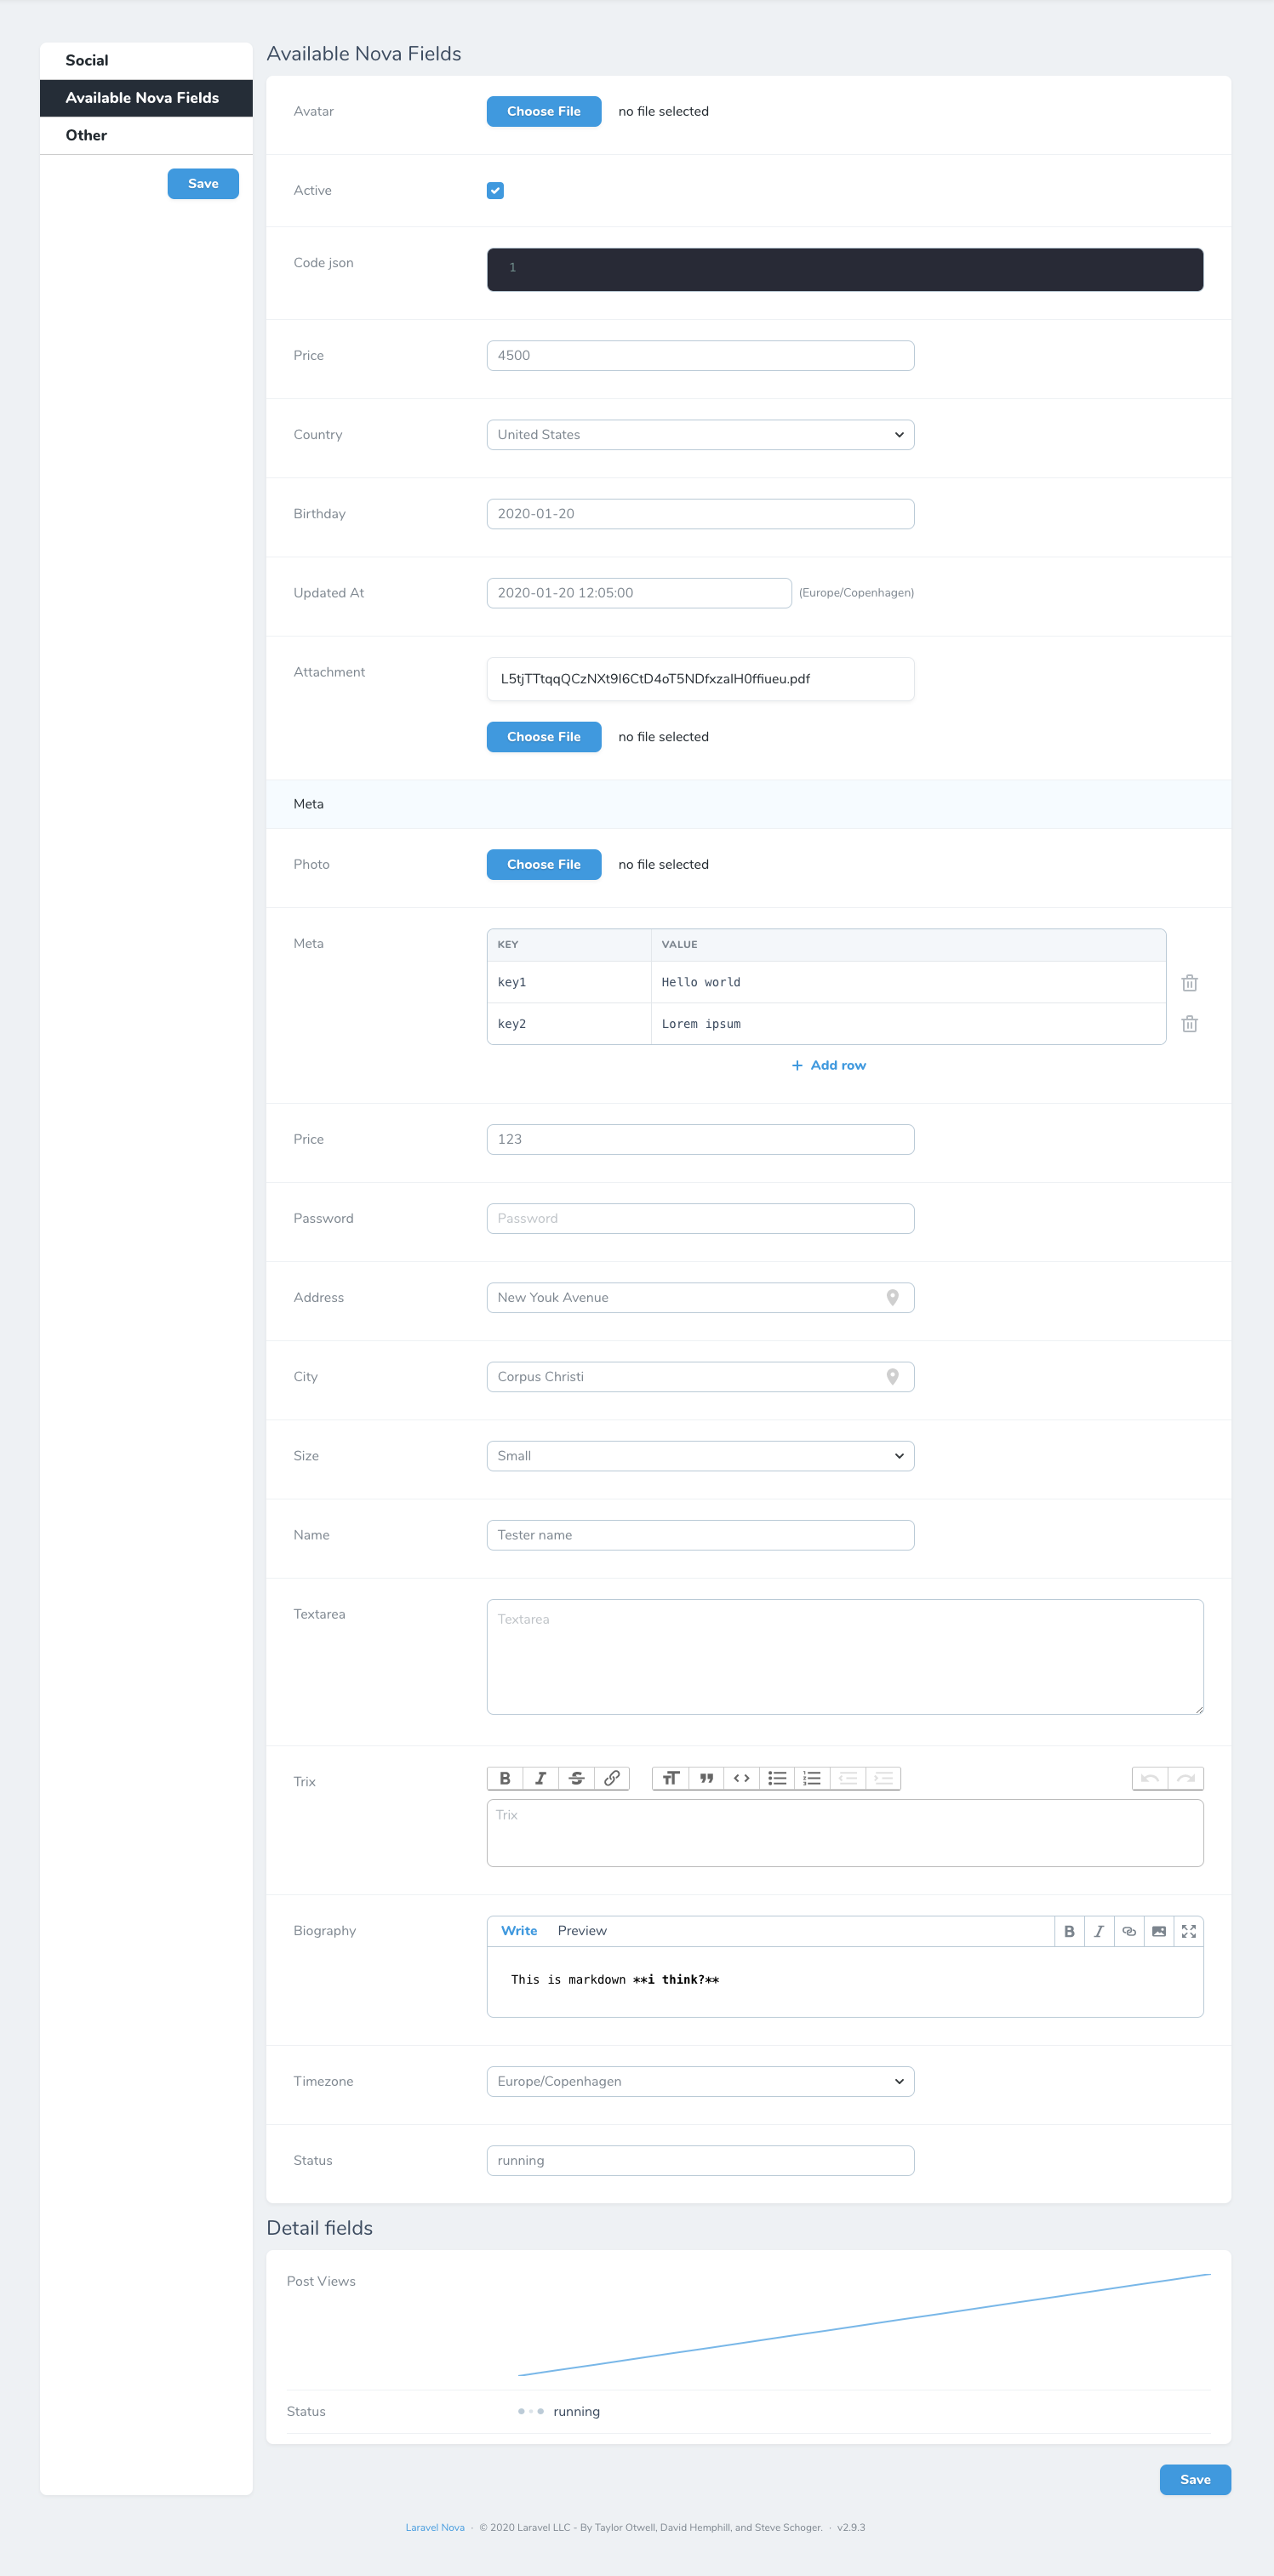 Social
Available Nova Fields
Other
Save
Available Nova Fields
Avatar Choose File no file selected
Active
Code json 1
Price 4500
Country United States
Birthday 2020-01-20
Updated At 2020-01-20 12:05:00 (Europe/Copenhagen)
Attachment L5tjTTtqqQCzNXt9I6CtD4oT5NDfxzaIH0ffiueu.pdf
Choose File no file selected
Meta
Photo Choose File no file selected
Meta KEY VALUE
key1 Hello world
key2 Lorem ipsum
+ Add row
Price 123
Password Password
Address New Youk Avenue
City Corpus Christi
Size Small
Name Tester name
Textarea Textarea
Trix
Trix
Biography Write Preview
This is markdown **i think?**
Timezone Europe/Copenhagen
Status running
Detail fields
Post Views
Status running
Save
Laravel Nova · © 2020 Laravel LLC - By Taylor Otwell, David Hemphill, and Steve Schoger. · v2.9.3